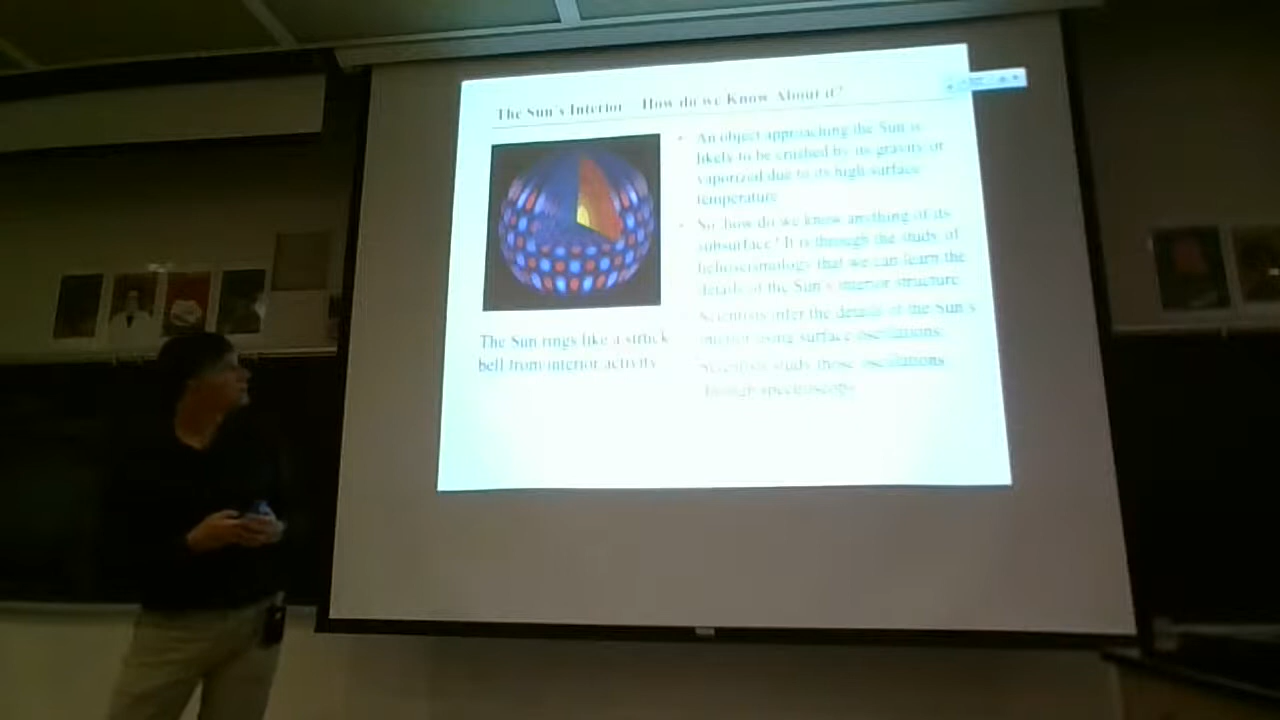 The Sun's Interior How do we Know About it?
An object approaching the Sun is
likely to be crushed by its gravity or
vaporized due to its high surface
temperature
So, how do we know anything of its
subsurface? It is through the study of
helioseismology that we can learn the
details of the Sun's interior structure
Scientists infer the details of the Sun's
interior using surface oscillations.
Scientists study those oscillations
through spectroscopy
The Sun rings like a struck
bell from interior activity